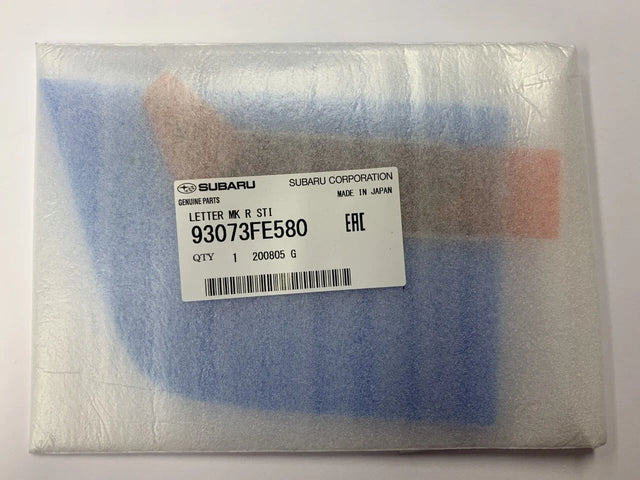 SUBARU SUBARU CORPORATION
GENUINE PARTS MADE IN JAPAN
LETTER MK R STI
93073FE580 EAC
QTY 1 200805 G